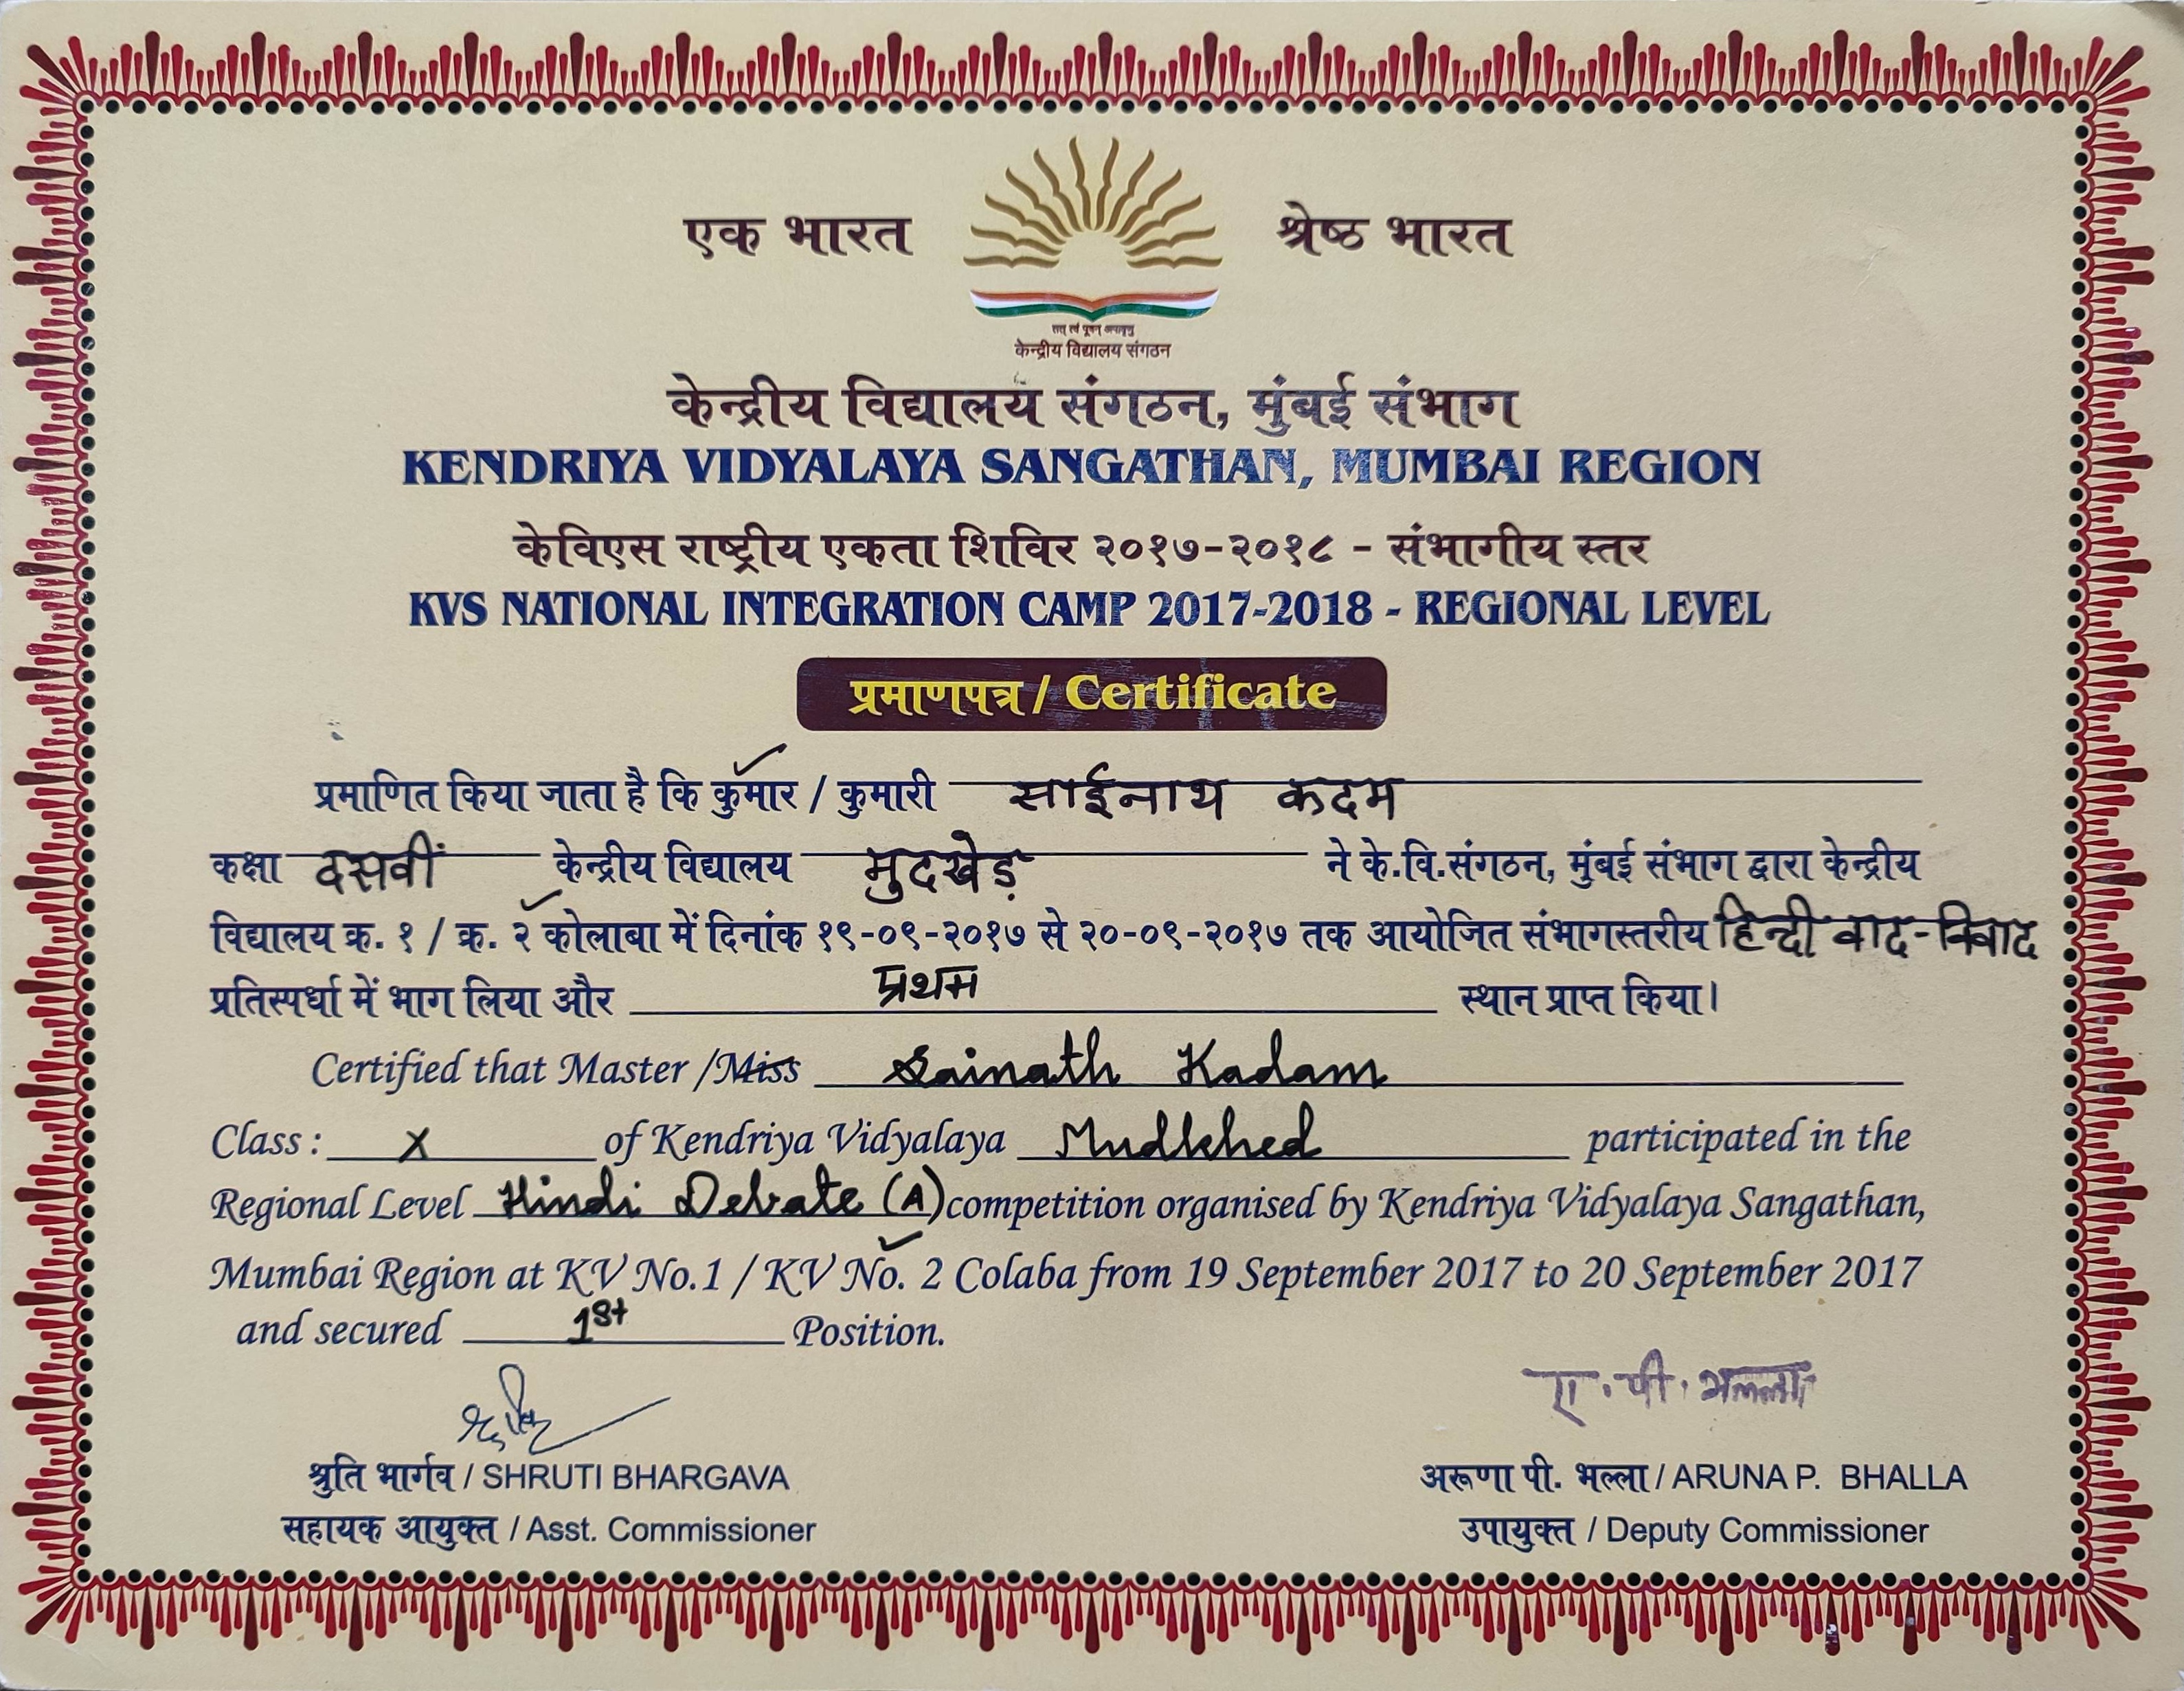 एक भारत श्रेष्ठ भारत
तत् त्वं पूषन् अपावृणु
केन्द्रीय विद्यालय संगठन
केन्द्रीय विद्यालय संगठन, मुंबई संभाग
KENDRIYA VIDYALAYA SANGATHAN, MUMBAI REGION
केविएस राष्ट्रीय एकता शिविर २०१७-२०१८ - संभागीय स्तर
KVS NATIONAL INTEGRATION CAMP 2017-2018 - REGIONAL LEVEL
प्रमाणपत्र / Certificate
प्रमाणित किया जाता है कि कुमार / कुमारी साईनाथ कदम
कक्षा दसवीं केन्द्रीय विद्यालय मुदखेड़ ने के.वि.संगठन, मुंबई संभाग द्वारा केन्द्रीय
विद्यालय क्र. १ / क्र. २ कोलाबा में दिनांक १९-०९-२०१७ से २०-०९-२०१७ तक आयोजित संभागस्तरीय हिन्दी वाद-विवाद
प्रतिस्पर्धा में भाग लिया और प्रथम स्थान प्राप्त किया।
Certified that Master /Miss Sainath Kadam
Class : X of Kendriya Vidyalaya Mudkhed participated in the
Regional Level Hindi Debate (A) competition organised by Kendriya Vidyalaya Sangathan,
Mumbai Region at KV No.1 / KV No. 2 Colaba from 19 September 2017 to 20 September 2017
and secured 1st Position.
ए.पी.भल्ला
श्रुति भार्गव / SHRUTI BHARGAVA अरूणा पी. भल्ला / ARUNA P. BHALLA
सहायक आयुक्त / Asst. Commissioner उपायुक्त / Deputy Commissioner